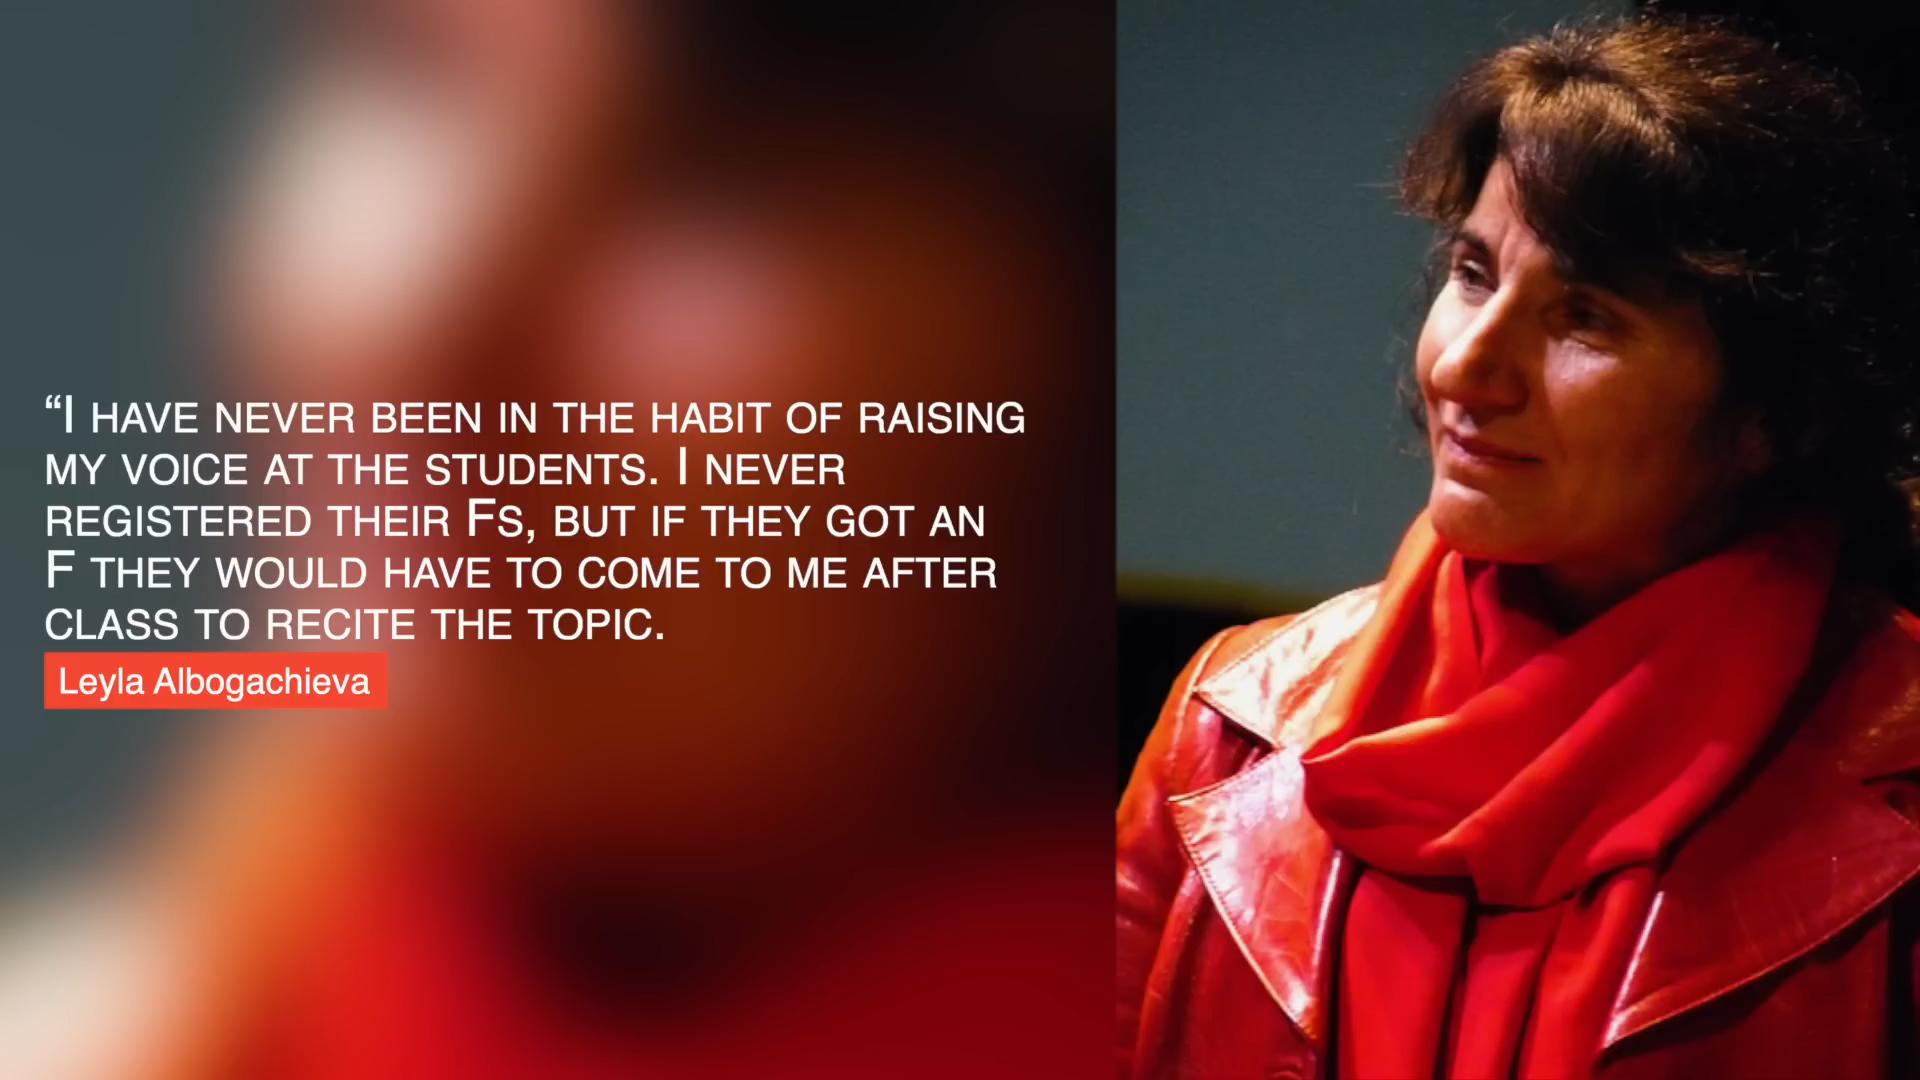 “I HAVE NEVER BEEN IN THE HABIT OF RAISING
MY VOICE AT THE STUDENTS. I NEVER
REGISTERED THEIR FS, BUT IF THEY GOT AN
F THEY WOULD HAVE TO COME TO ME AFTER
CLASS TO RECITE THE TOPIC.
Leyla Albogachieva